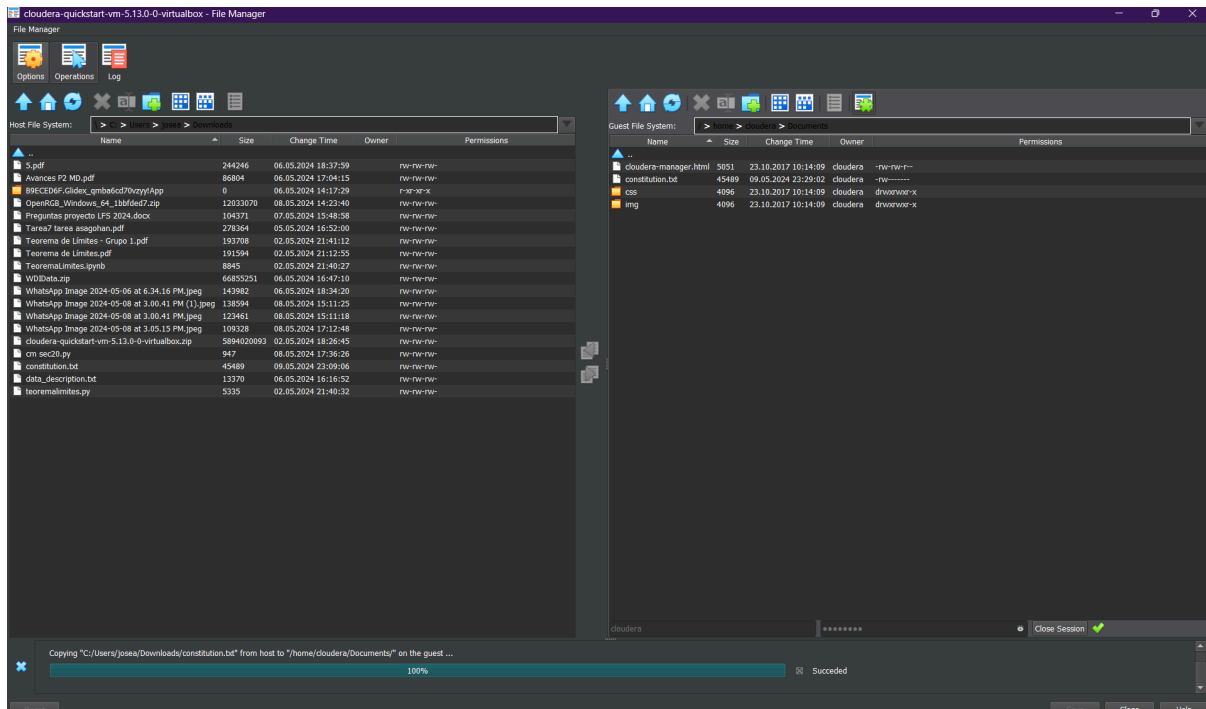 cloudera-quickstart-vm-5.13.0-0-virtualbox - File Manager
File Manager
Options Operations Log
Host File System: \ > C: > Users > josea > Downloads
Name Size Change Time Owner Permissions
..
5.pdf 244246 06.05.2024 18:37:59 rw-rw-rw-
Avances P2 MD.pdf 86804 06.05.2024 17:04:15 rw-rw-rw-
B9ECED6F.Glidex_qmba6cd70vzyy!App 0 06.05.2024 14:17:29 r-xr-xr-x
OpenRGB_Windows_64_1bbfded7.zip 12033070 08.05.2024 14:23:40 rw-rw-rw-
Preguntas proyecto LFS 2024.docx 104371 07.05.2024 15:48:58 rw-rw-rw-
Tarea7 tarea asagohan.pdf 278364 05.05.2024 16:52:00 rw-rw-rw-
Teorema de Límites - Grupo 1.pdf 193708 02.05.2024 21:41:12 rw-rw-rw-
Teorema de Límites.pdf 191594 02.05.2024 21:12:55 rw-rw-rw-
TeoremaLimites.ipynb 8845 02.05.2024 21:40:27 rw-rw-rw-
WDIData.zip 66855251 06.05.2024 16:47:10 rw-rw-rw-
WhatsApp Image 2024-05-06 at 6.34.16 PM.jpeg 143982 06.05.2024 18:34:20 rw-rw-rw-
WhatsApp Image 2024-05-08 at 3.00.41 PM (1).jpeg 138594 08.05.2024 15:11:25 rw-rw-rw-
WhatsApp Image 2024-05-08 at 3.00.41 PM.jpeg 123461 08.05.2024 15:11:18 rw-rw-rw-
WhatsApp Image 2024-05-08 at 3.05.15 PM.jpeg 109328 08.05.2024 17:12:48 rw-rw-rw-
cloudera-quickstart-vm-5.13.0-0-virtualbox.zip 5894020093 02.05.2024 18:26:45 rw-rw-rw-
cm sec20.py 947 08.05.2024 17:36:26 rw-rw-rw-
constitution.txt 45489 09.05.2024 23:09:06 rw-rw-rw-
data_description.txt 13370 06.05.2024 16:16:52 rw-rw-rw-
teoremalimites.py 5335 02.05.2024 21:40:32 rw-rw-rw-
Guest File System: > home > cloudera > Documents
Name Size Change Time Owner Permissions
..
cloudera-manager.html 5051 23.10.2017 10:14:09 cloudera -rw-rw-r--
constitution.txt 45489 09.05.2024 23:29:02 cloudera -rw-------
css 4096 23.10.2017 10:14:09 cloudera drwxrwxr-x
img 4096 23.10.2017 10:14:09 cloudera drwxrwxr-x
cloudera Close Session
Copying "C:/Users/josea/Downloads/constitution.txt" from host to "/home/cloudera/Documents/" on the guest ...
100% Succeded
Close Help